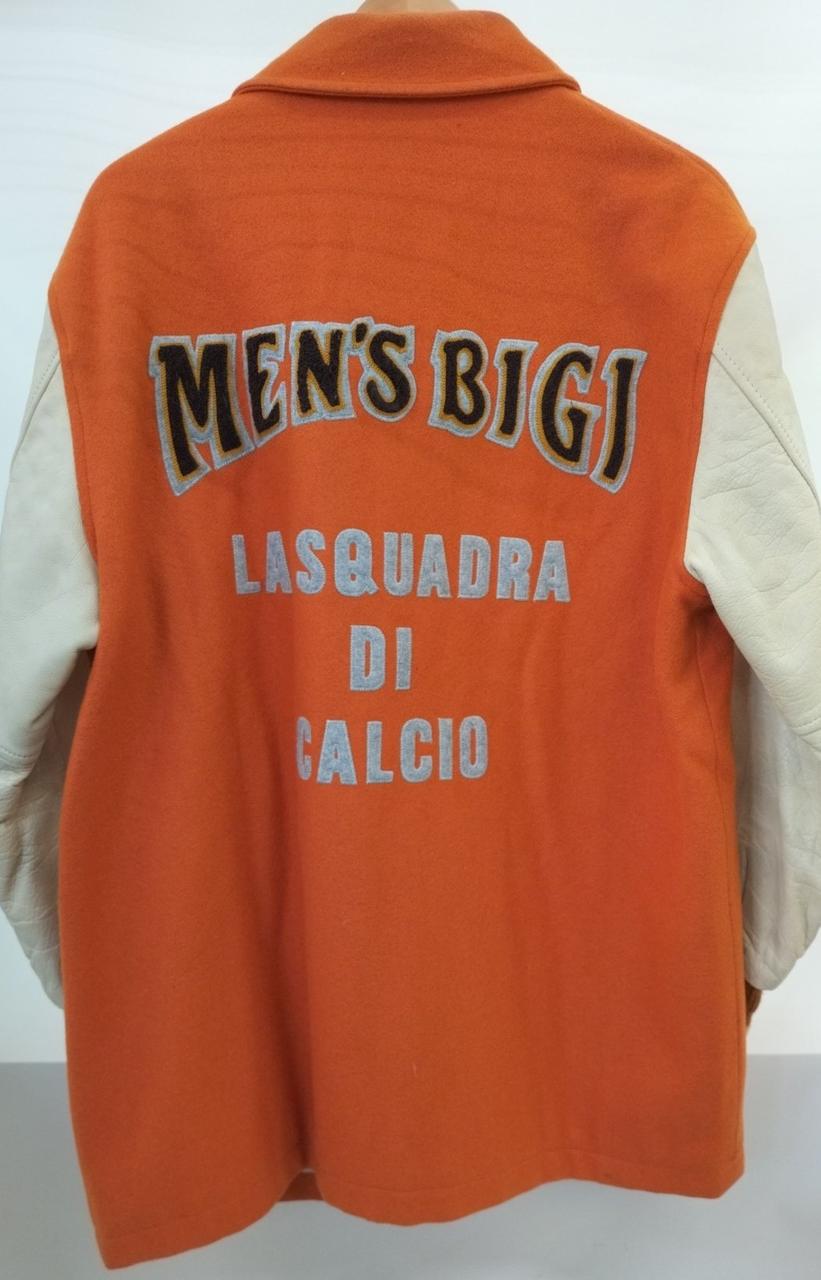 MEN'S BIGI
LASQUADRA
DI
CALCIO